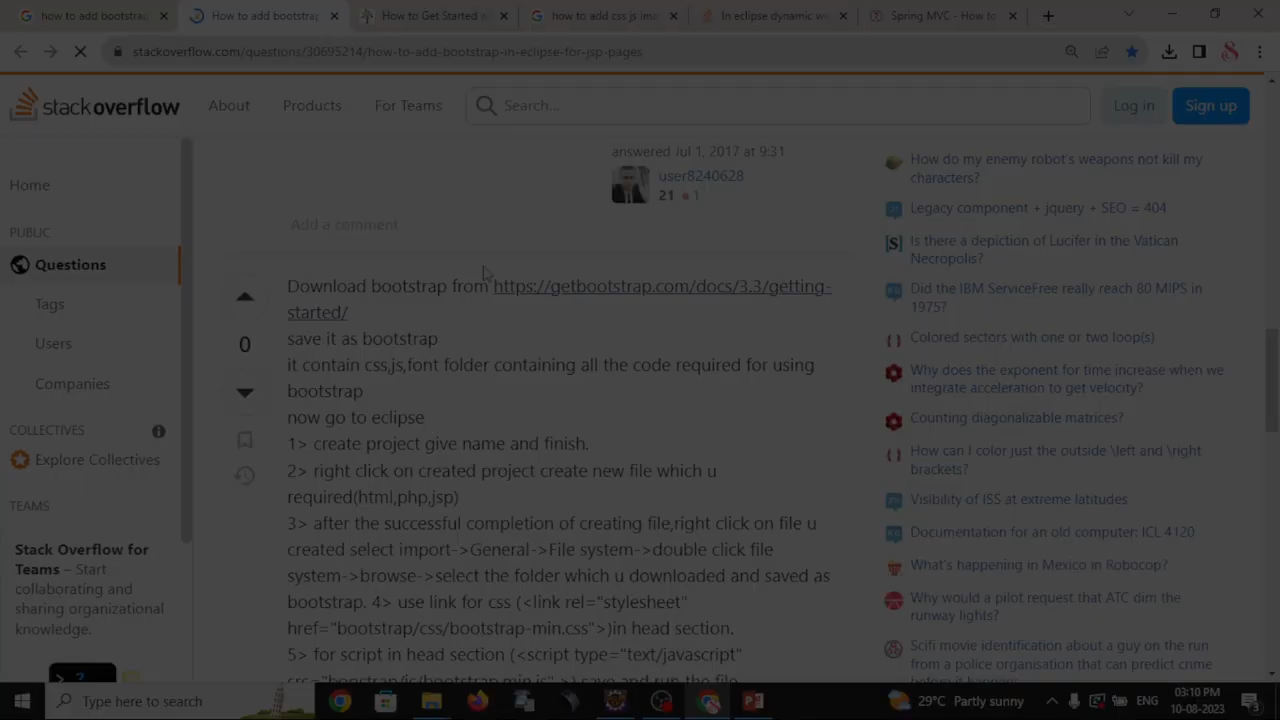 how to add bootstrap
How to add bootstrap
How to Get Started
how to add css js im
In eclipse dynamic w
Spring MVC - How to
stackoverflow.com/questions/30695214/how-to-add-bootstrap-in-eclipse-for-jsp-pages
stack overflow
About
Products
For Teams
Search...
Log in
Sign up
Home
PUBLIC
Questions
Tags
Users
Companies
COLLECTIVES
Explore Collectives
TEAMS
Stack Overflow for
Teams – Start
collaborating and
sharing organizational
knowledge.
answered Jul 1, 2017 at 9:31
user8240628
21 1
Add a comment
0
Download bootstrap from https://getbootstrap.com/docs/3.3/getting-
started/
save it as bootstrap
it contain css,js,font folder containing all the code required for using
bootstrap
now go to eclipse
1> create project give name and finish.
2> right click on created project create new file which u
required(html,php,jsp)
3> after the successful completion of creating file,right click on file u
created select import->General->File system->double click file
system->browse->select the folder which u downloaded and saved as
bootstrap. 4> use link for css (<link rel="stylesheet"
href="bootstrap/css/bootstrap-min.css">)in head section.
5> for script in head section (<script type="text/javascript"
How do my enemy robot's weapons not kill my
characters?
Legacy component + jquery + SEO = 404
Is there a depiction of Lucifer in the Vatican
Necropolis?
Did the IBM ServiceFree really reach 80 MIPS in
1975?
Colored sectors with one or two loop(s)
Why does the exponent for time increase when we
integrate acceleration to get velocity?
Counting diagonalizable matrices?
How can I color just the outside \left and \right
brackets?
Visibility of ISS at extreme latitudes
Documentation for an old computer: ICL 4120
What's happening in Mexico in Robocop?
Why would a pilot request that ATC dim the
runway lights?
Scifi movie identification about a guy on the run
from a police organisation that can predict crime
Type here to search
29°C Partly sunny
ENG
03:10 PM
10-08-2023
3